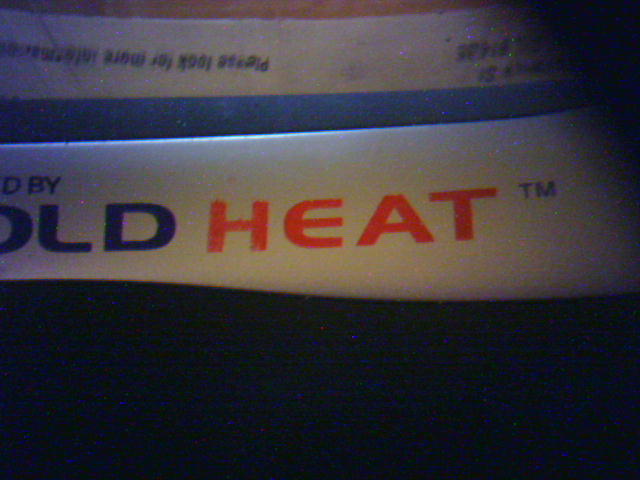 Please look for more informa
D BY
OLD HEAT ™